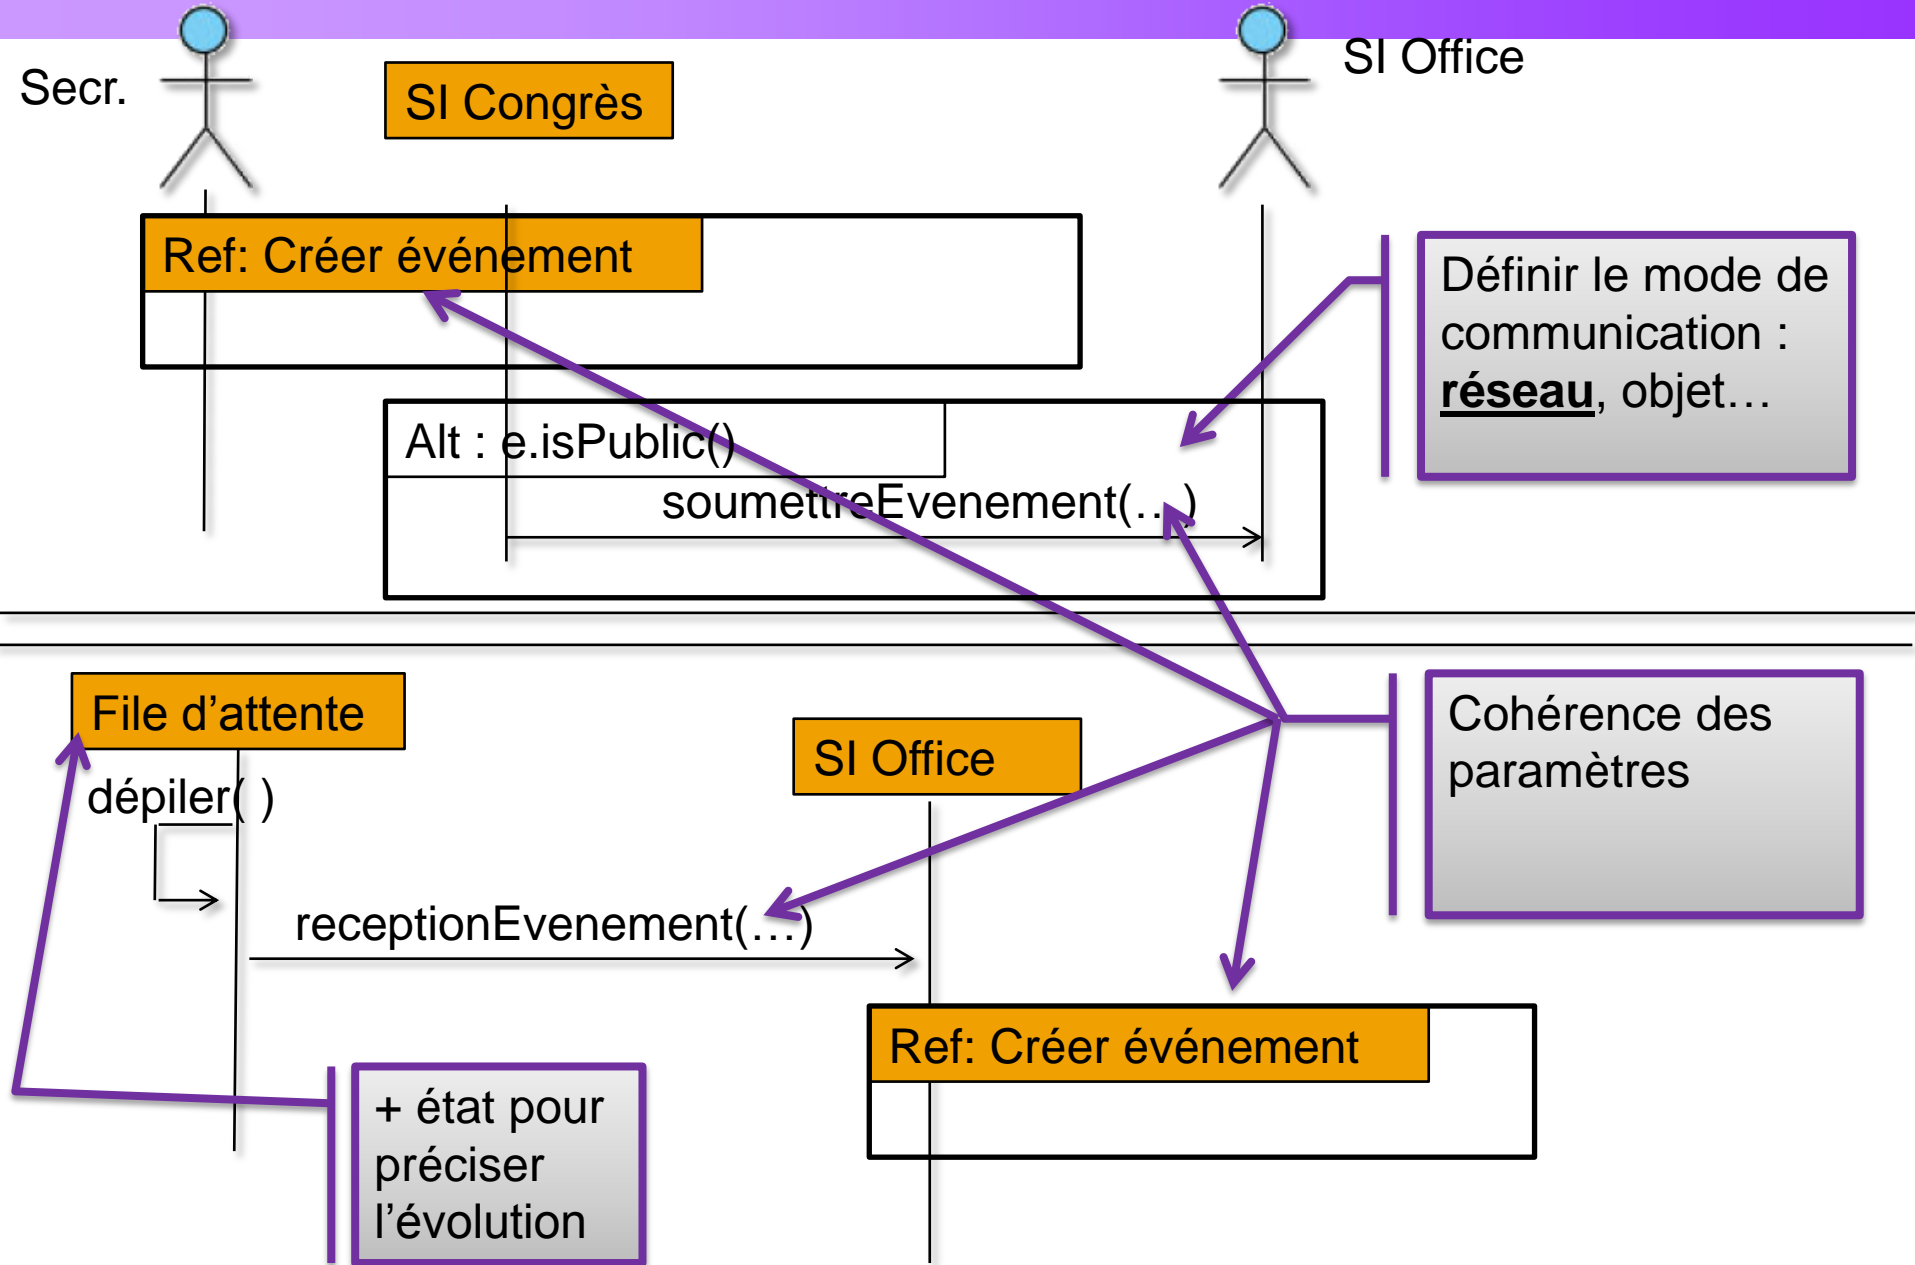 Secr.
SI Congrès
SI Office
Ref: Créer événement
Définir le mode de
communication :
réseau, objet…
Alt : e.isPublic()
soumettreEvenement(…)
File d’attente
dépiler( )
SI Office
Cohérence des
paramètres
receptionEvenement(…)
Ref: Créer événement
+ état pour
préciser
l’évolution